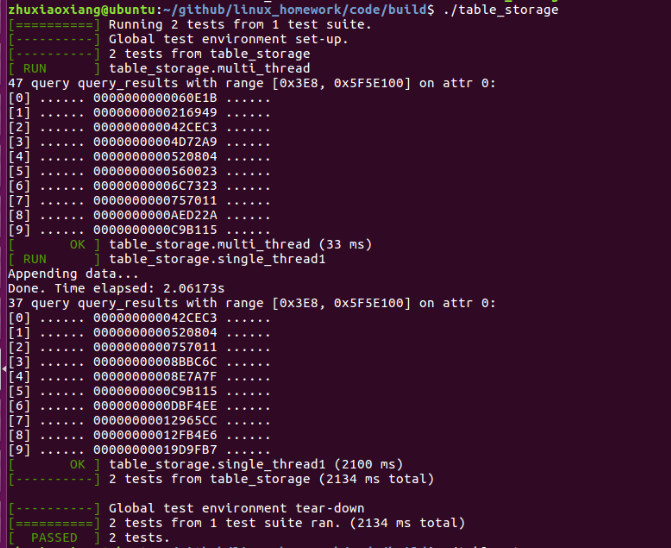 zhuxiaoxiang@ubuntu:~/github/linux_homework/code/build$ ./table_storage
[==========] Running 2 tests from 1 test suite.
[----------] Global test environment set-up.
[----------] 2 tests from table_storage
[ RUN      ] table_storage.multi_thread
47 query query_results with range [0x3E8, 0x5F5E100] on attr 0:
[0] ...... 0000000000060E1B ......
[1] ...... 0000000000216949 ......
[2] ...... 000000000042CEC3 ......
[3] ...... 00000000004D72A9 ......
[4] ...... 0000000000520804 ......
[5] ...... 0000000000560023 ......
[6] ...... 00000000006C7323 ......
[7] ...... 0000000000757011 ......
[8] ...... 0000000000AED22A ......
[9] ...... 0000000000C9B115 ......
[       OK ] table_storage.multi_thread (33 ms)
[ RUN      ] table_storage.single_thread1
Appending data...
Done. Time elapsed: 2.06173s
37 query query_results with range [0x3E8, 0x5F5E100] on attr 0:
[0] ...... 000000000042CEC3 ......
[1] ...... 0000000000520804 ......
[2] ...... 0000000000757011 ......
[3] ...... 00000000008BBC6C ......
[4] ...... 00000000008E7A7F ......
[5] ...... 0000000000C9B115 ......
[6] ...... 0000000000DBF4EE ......
[7] ...... 00000000012965CC ......
[8] ...... 00000000012FB4E6 ......
[9] ...... 00000000019D9FB7 ......
[       OK ] table_storage.single_thread1 (2100 ms)
[----------] 2 tests from table_storage (2134 ms total)
[----------] Global test environment tear-down
[==========] 2 tests from 1 test suite ran. (2134 ms total)
[  PASSED  ] 2 tests.